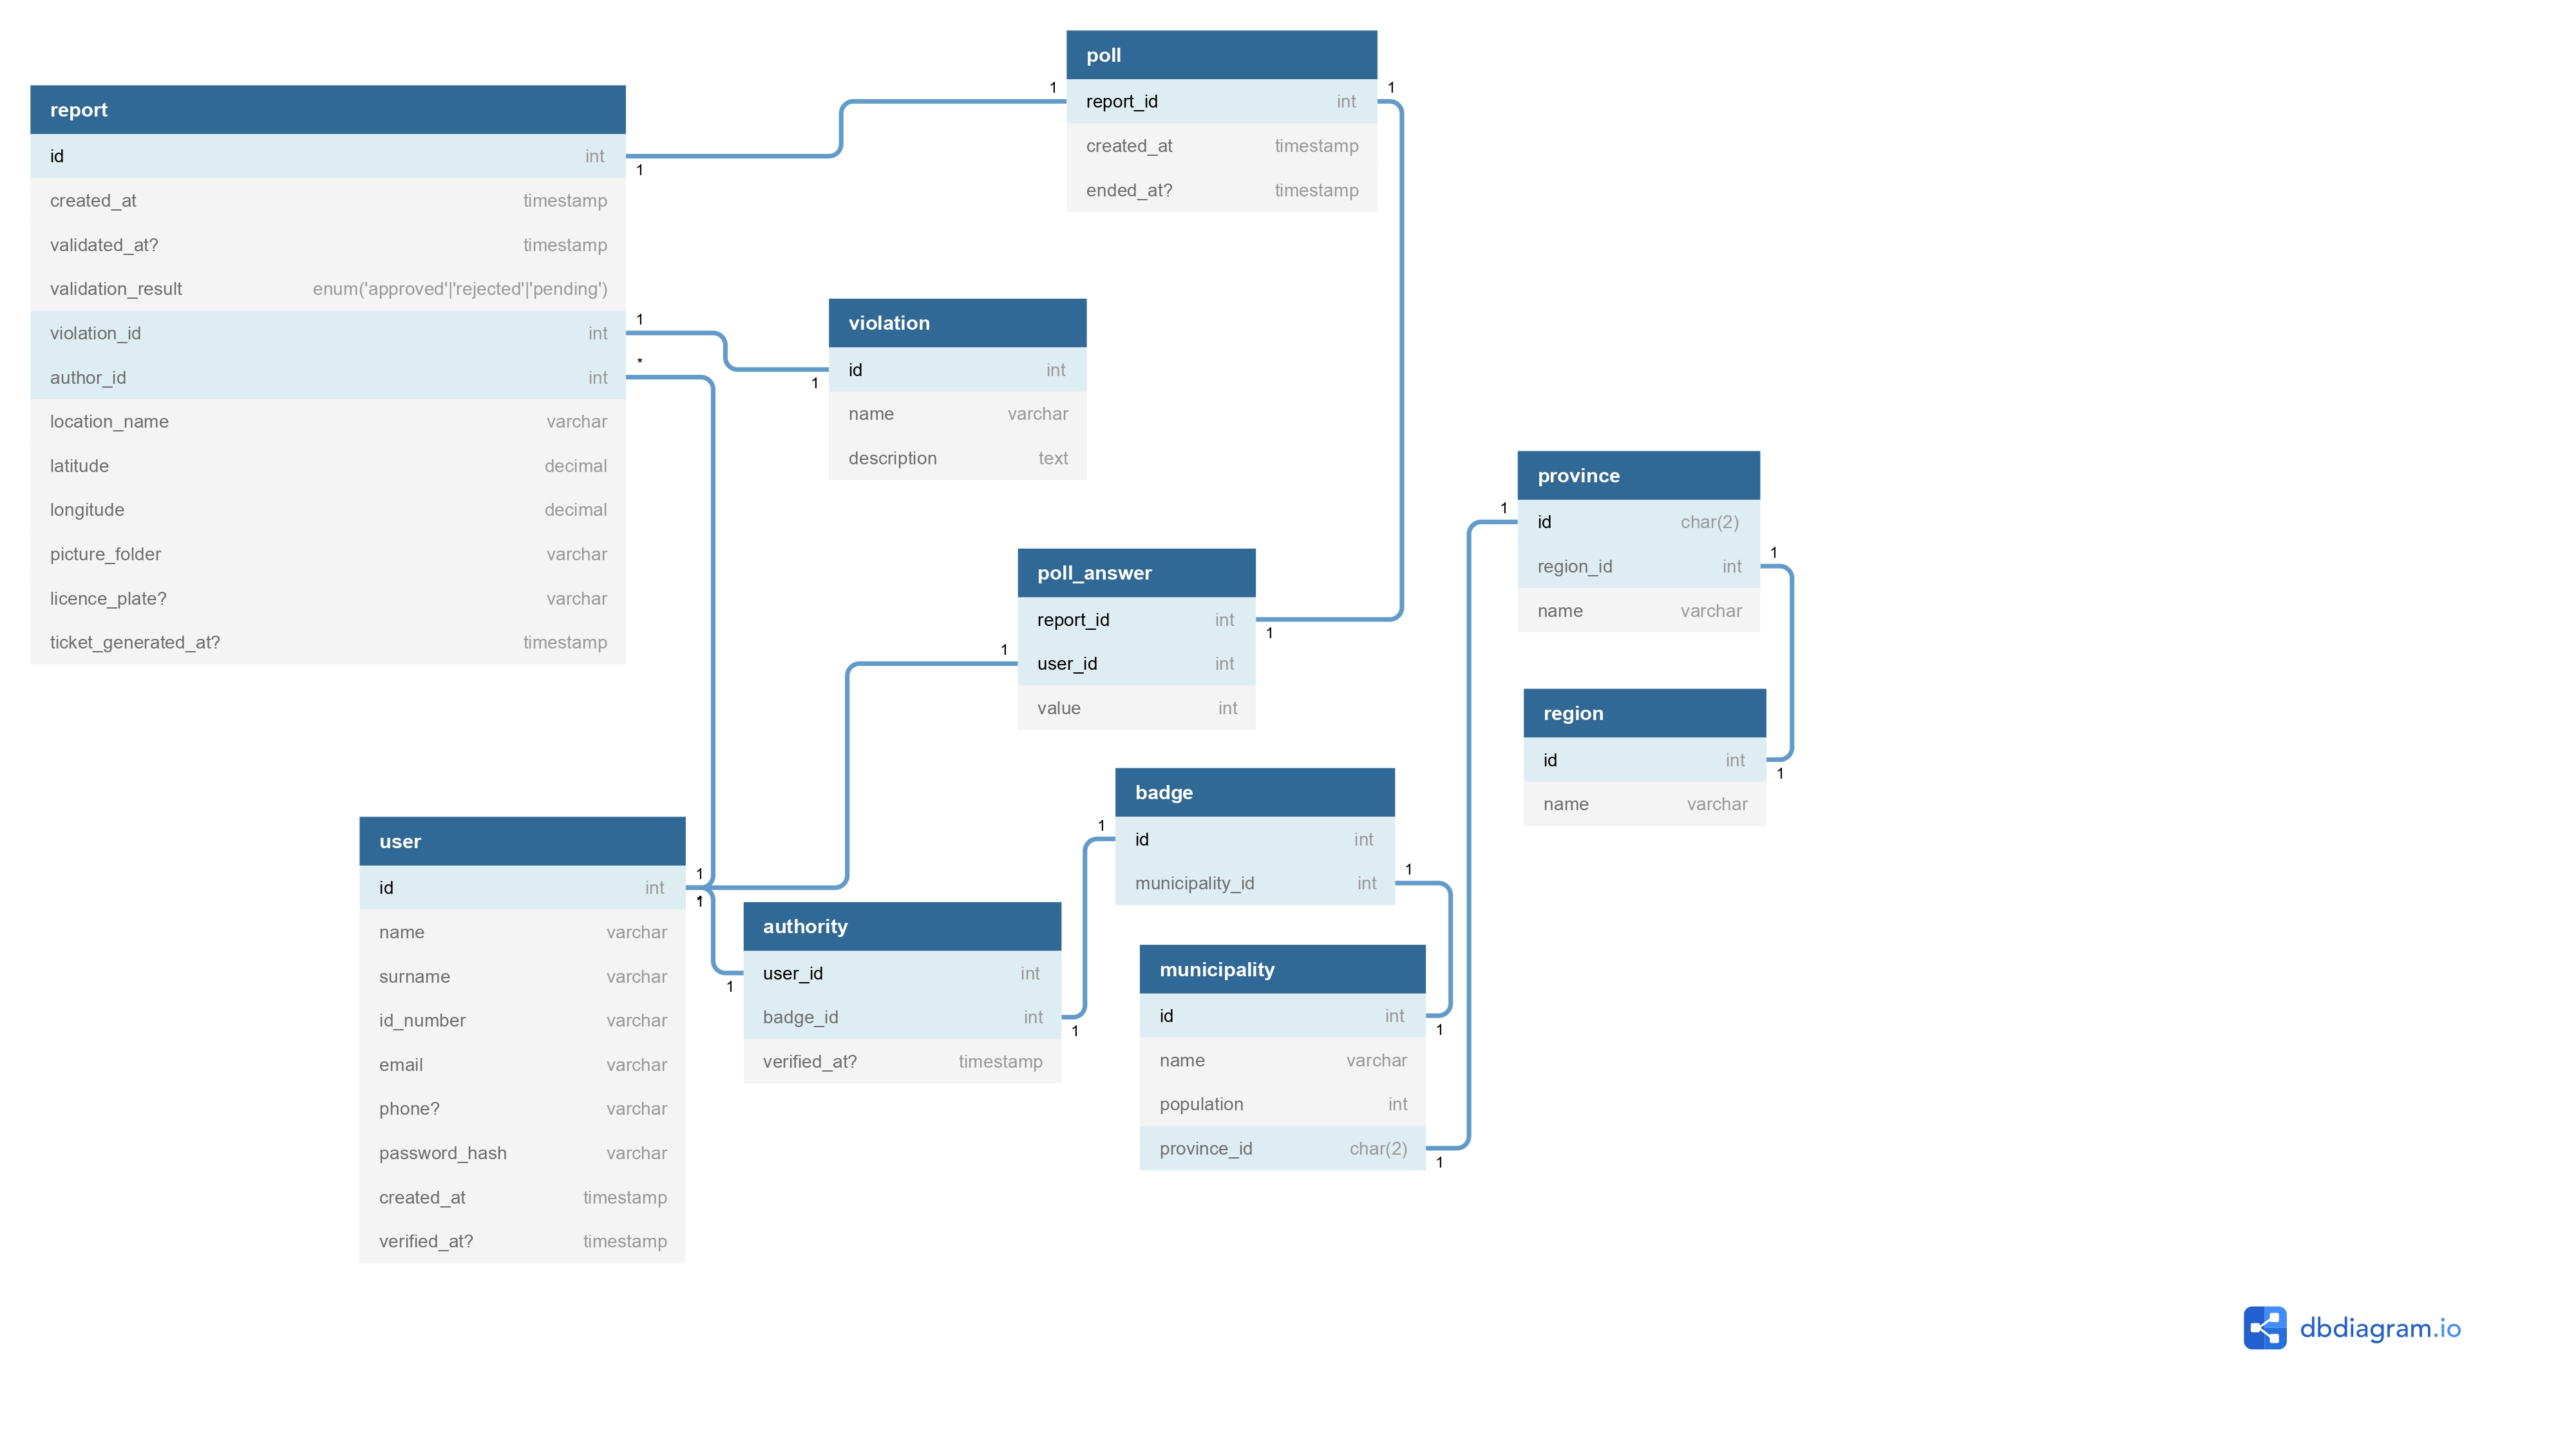 poll
1
report_id int
1
created_at timestamp
ended_at? timestamp
report
id int
1
created_at timestamp
validated_at? timestamp
validation_result enum('approved'|'rejected'|'pending')
violation_id int
1
author_id int
*
location_name varchar
latitude decimal
longitude decimal
picture_folder varchar
licence_plate? varchar
ticket_generated_at? timestamp
violation
id int
1
name varchar
description text
province
1
id char(2)
region_id int
1
name varchar
poll_answer
report_id int
1
1
user_id int
value int
region
id int
1
name varchar
badge
1
id int
municipality_id int
1
user
id int
1
1
name varchar
surname varchar
id_number varchar
email varchar
phone? varchar
password_hash varchar
created_at timestamp
verified_at? timestamp
authority
user_id int
1
badge_id int
1
verified_at? timestamp
municipality
id int
1
name varchar
population int
province_id char(2)
1
dbdiagram.io